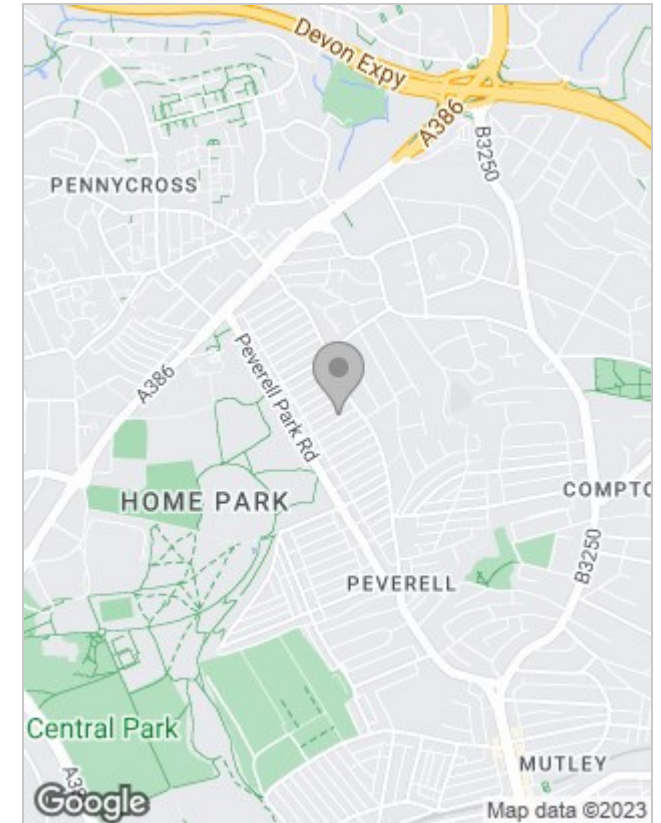 Devon Expy
A386
B3250
PENNYCROSS
Peverell Park Rd
A386
HOME PARK
COMPTO
B3250
PEVERELL
Central Park
A38
MUTLEY
Google
Map data ©2023